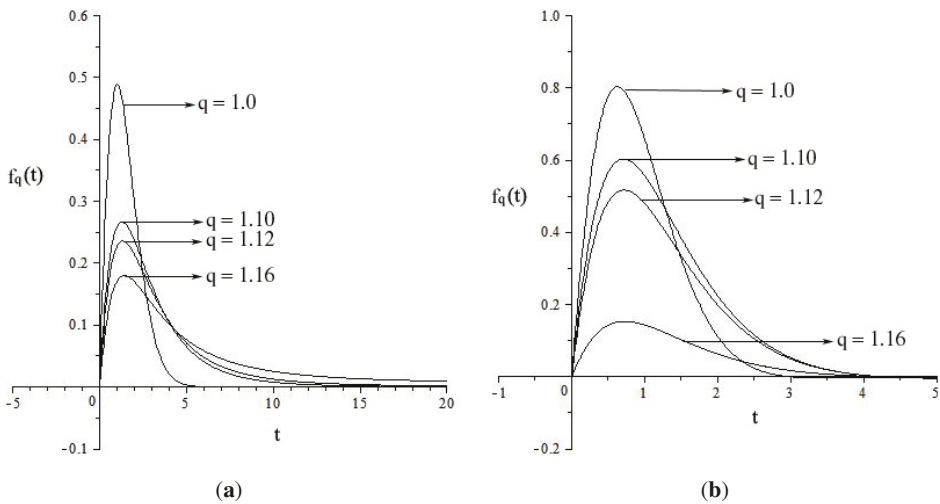 0.6
0.5
0.4
0.3
0.2
0.1
0
-0.1
-5
5
10
15
20
f_q(t)
t
q = 1.0
q = 1.10
q = 1.12
q = 1.16
(a)
1.0
0.8
0.6
0.4
0.2
0
-0.2
-1
1
2
3
4
5
f_q(t)
t
q = 1.0
q = 1.10
q = 1.12
q = 1.16
(b)